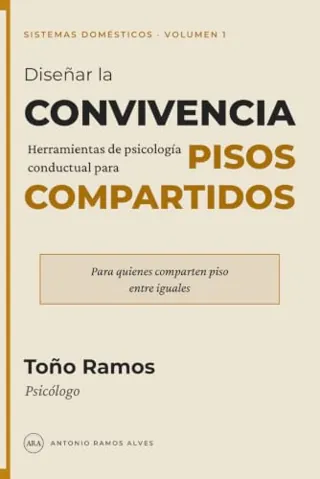 SISTEMAS DOMÉSTICOS · VOLUMEN 1
Diseñar la
CONVIVENCIA
Herramientas de psicología
conductual para
PISOS
COMPARTIDOS
Para quienes comparten piso
entre iguales
Toño Ramos
Psicólogo
ARA
ANTONIO RAMOS ALVES